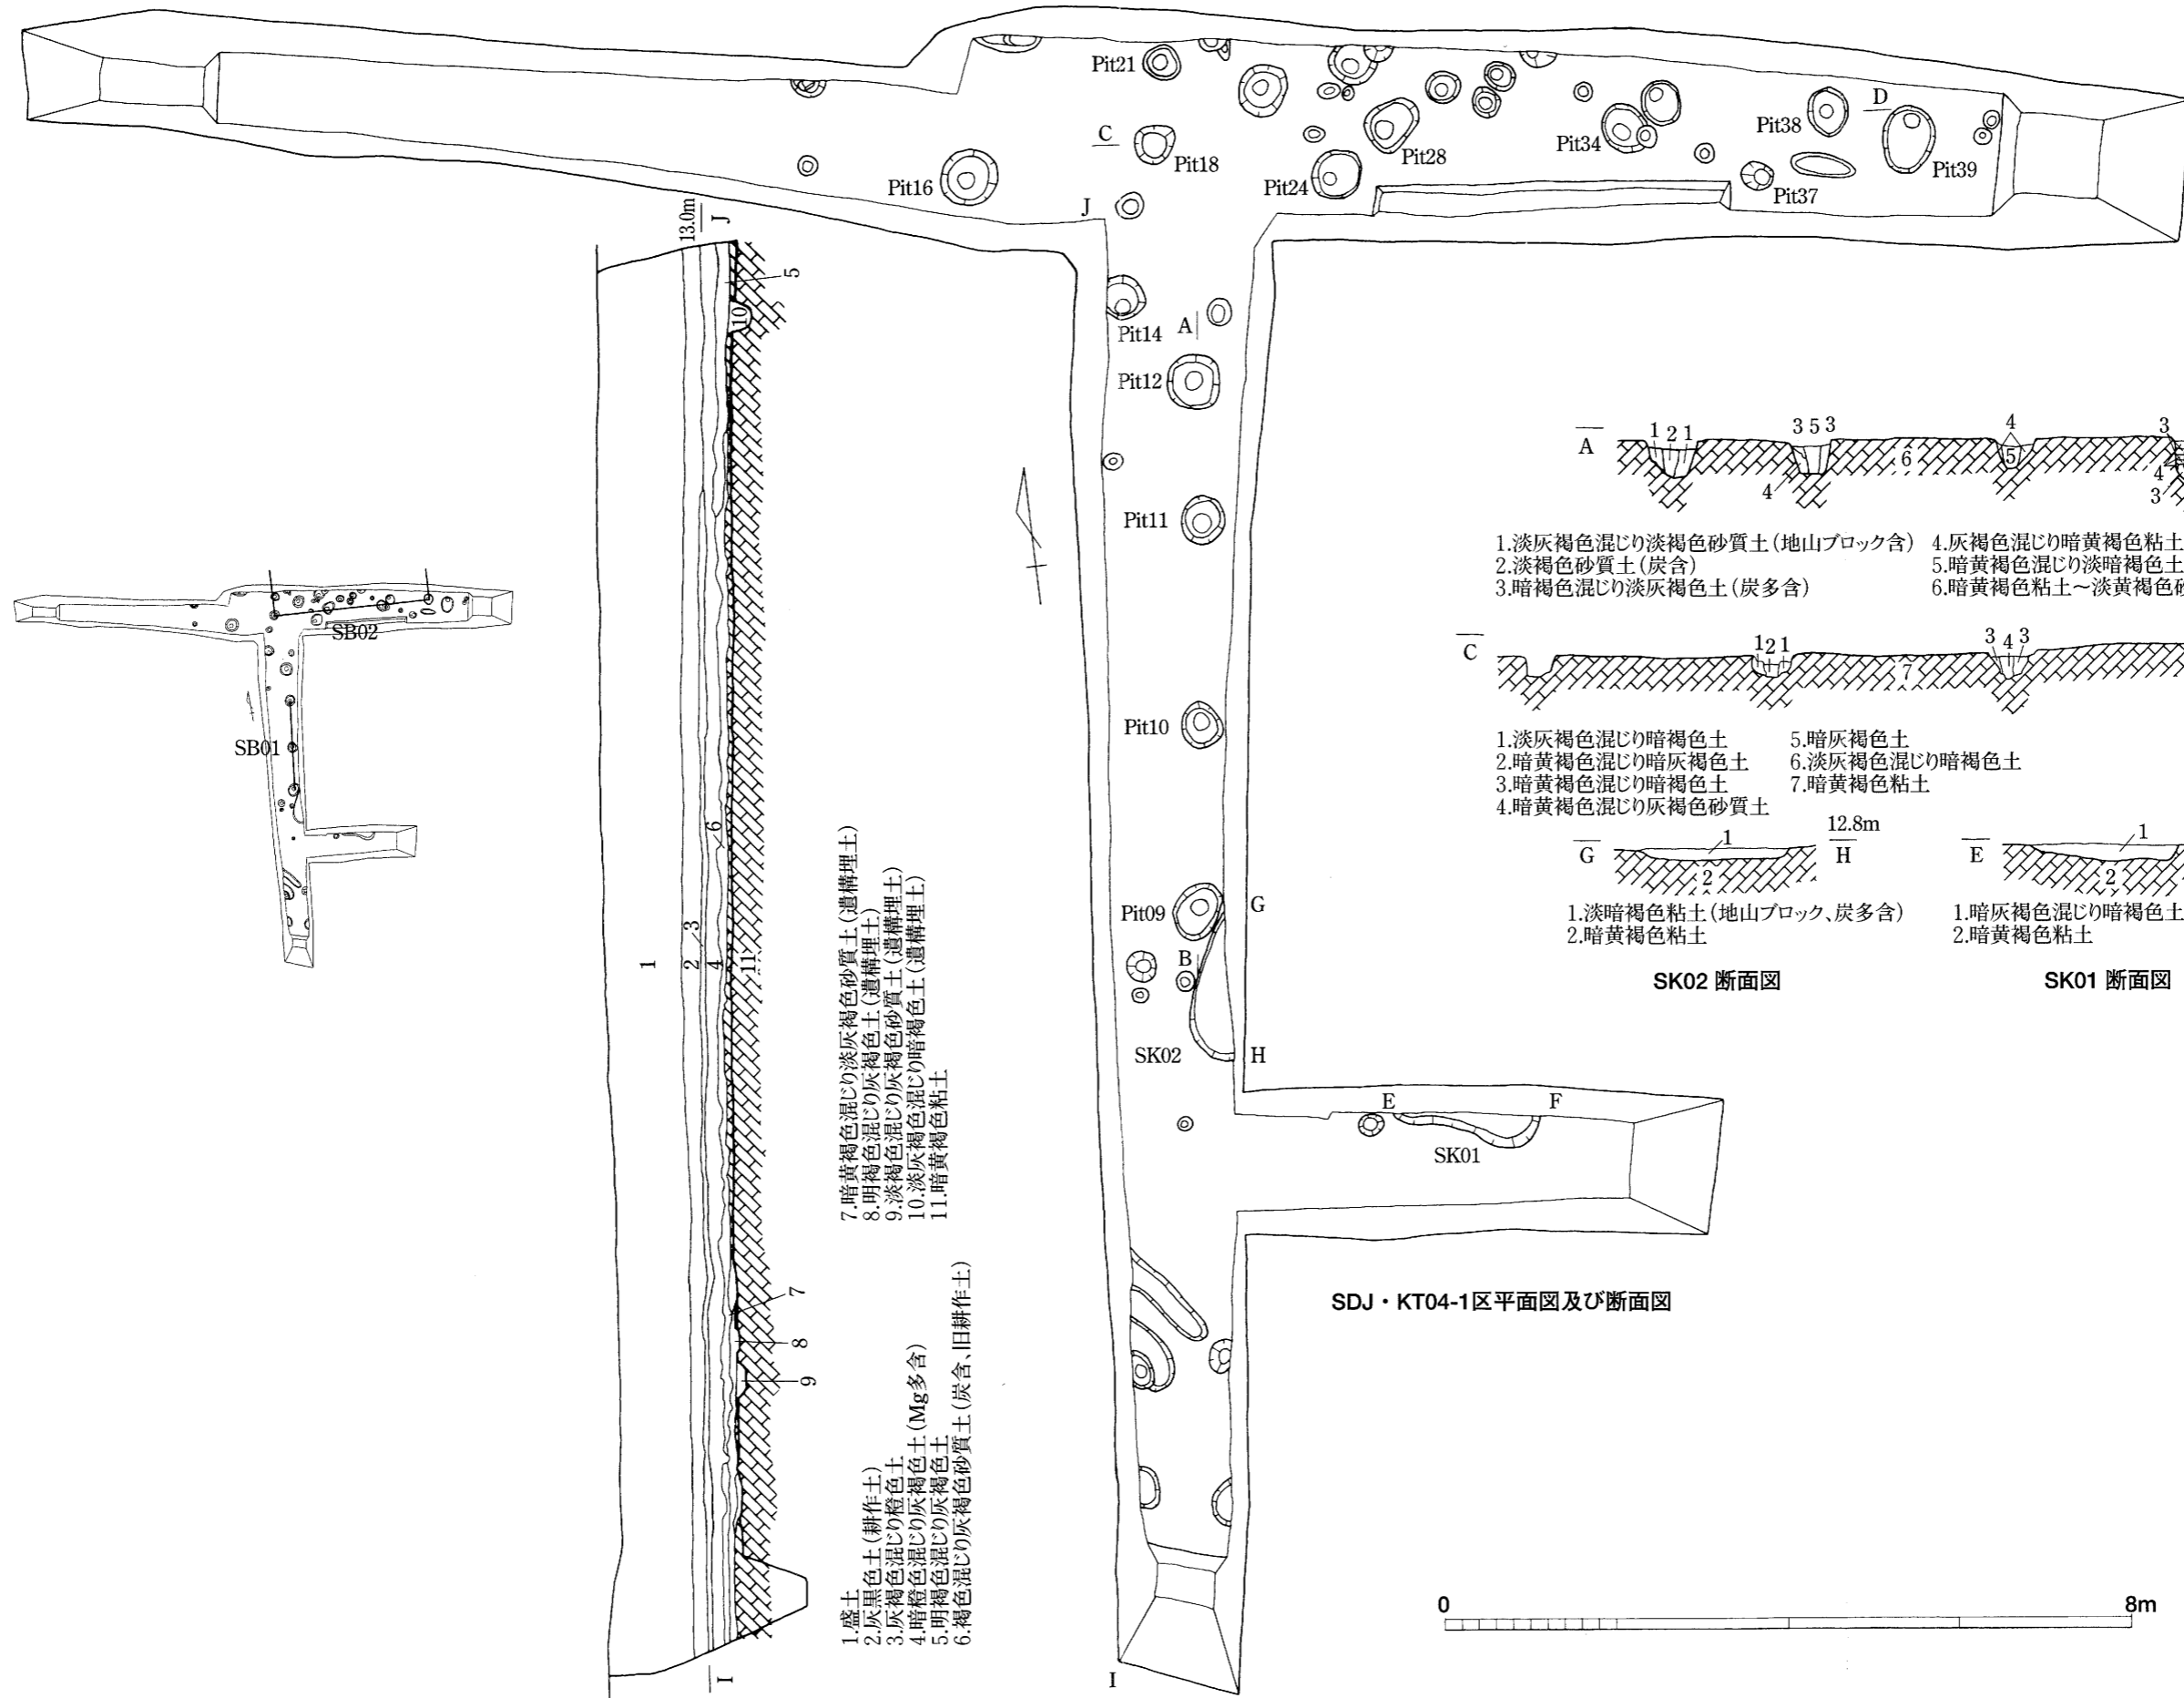 Pit21
C
Pit18
Pit16
J
Pit24
Pit28
Pit34
Pit38
D
Pit39
Pit37
13.0m
J
5
10
Pit14
A
Pit12
Pit11
Pit10
Pit09
G
B
SK02
H
E
F
SK01
I
SB02
SB01
1
2
3
4
6
11
7
8
9
I
1.盛土
2.灰黒色土(耕作土)
3.灰褐色混じり橙色土
4.暗橙色混じり灰褐色土(Mg多含)
5.明褐色混じり灰褐色土
6.褐色混じり灰褐色砂質土(炭含、旧耕作土)
7.暗黄褐色混じり淡灰褐色砂質土(遺構埋土)
8.明褐色混じり灰褐色土(遺構埋土)
9.淡褐色混じり灰褐色砂質土(遺構埋土)
10.淡灰褐色混じり暗褐色土(遺構埋土)
11.暗黄褐色粘土
A
1 2 1
3 5 3
4
6
4
5
3
4
3
1.淡灰褐色混じり淡褐色砂質土(地山ブロック含)
2.淡褐色砂質土(炭含)
3.暗褐色混じり淡灰褐色土(炭多含)
4.灰褐色混じり暗黄褐色粘土
5.暗黄褐色混じり淡暗褐色土
6.暗黄褐色粘土～淡黄褐色砂
C
1 2 1
3 4 3
7
1.淡灰褐色混じり暗褐色土
2.暗黄褐色混じり暗灰褐色土
3.暗黄褐色混じり暗褐色土
4.暗黄褐色混じり灰褐色砂質土
5.暗灰褐色土
6.淡灰褐色混じり暗褐色土
7.暗黄褐色粘土
G
1
2
12.8m
H
1.淡暗褐色粘土(地山ブロック、炭多含)
2.暗黄褐色粘土
SK02 断面図
E
1
2
1.暗灰褐色混じり暗褐色土
2.暗黄褐色粘土
SK01 断面図
SDJ・KT04-1区平面図及び断面図
0
8m